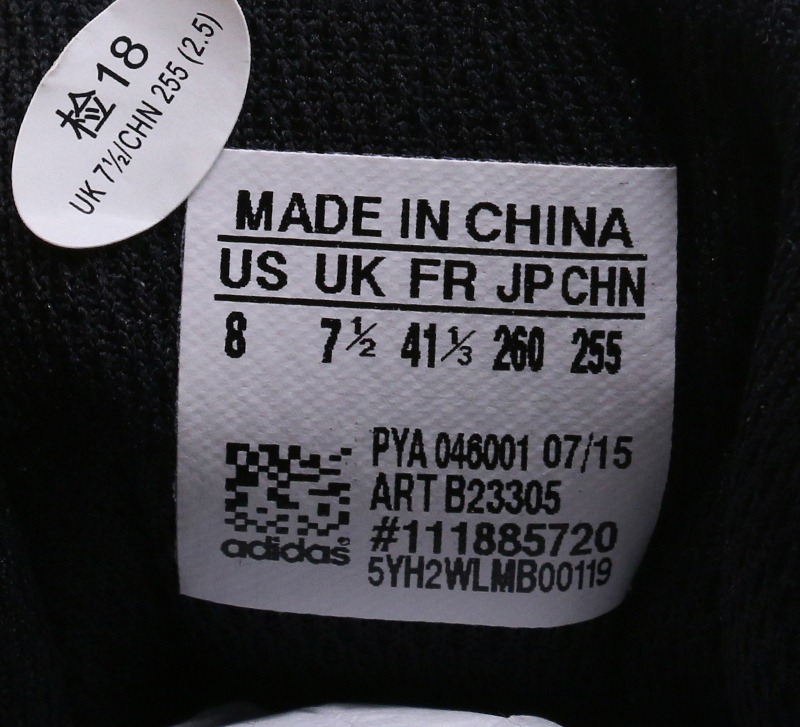 检18
UK 7½/CHN 255 (2.5)
MADE IN CHINA
US UK FR JP CHN
8 7½ 41⅓ 260 255
PYA 046001 07/15
ART B23305
#111885720
5YH2WLMB00119
adidas